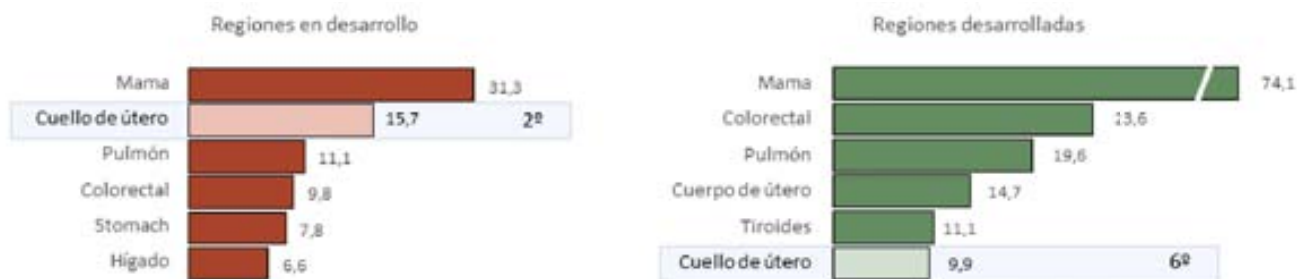 Regiones en desarrollo
Mama 31,3
Cuello de útero 15,7 2º
Pulmón 11,1
Colorectal 9,8
Stomach 7,8
Hígado 6,6
Regiones desarrolladas
Mama 74,1
Colorectal 23,6
Pulmón 19,6
Cuerpo de útero 14,7
Tiroides 11,1
Cuello de útero 9,9 6º